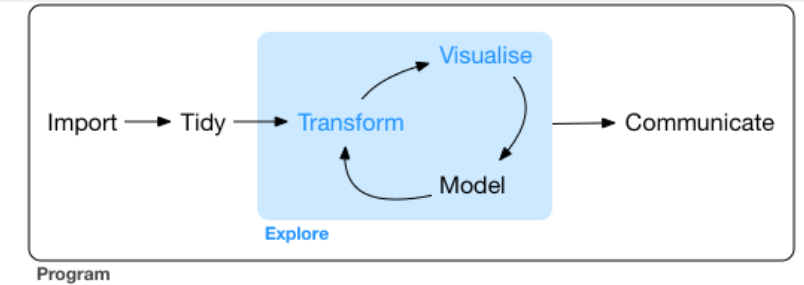 Visualise
Import Tidy Transform Communicate
Model
Explore
Program